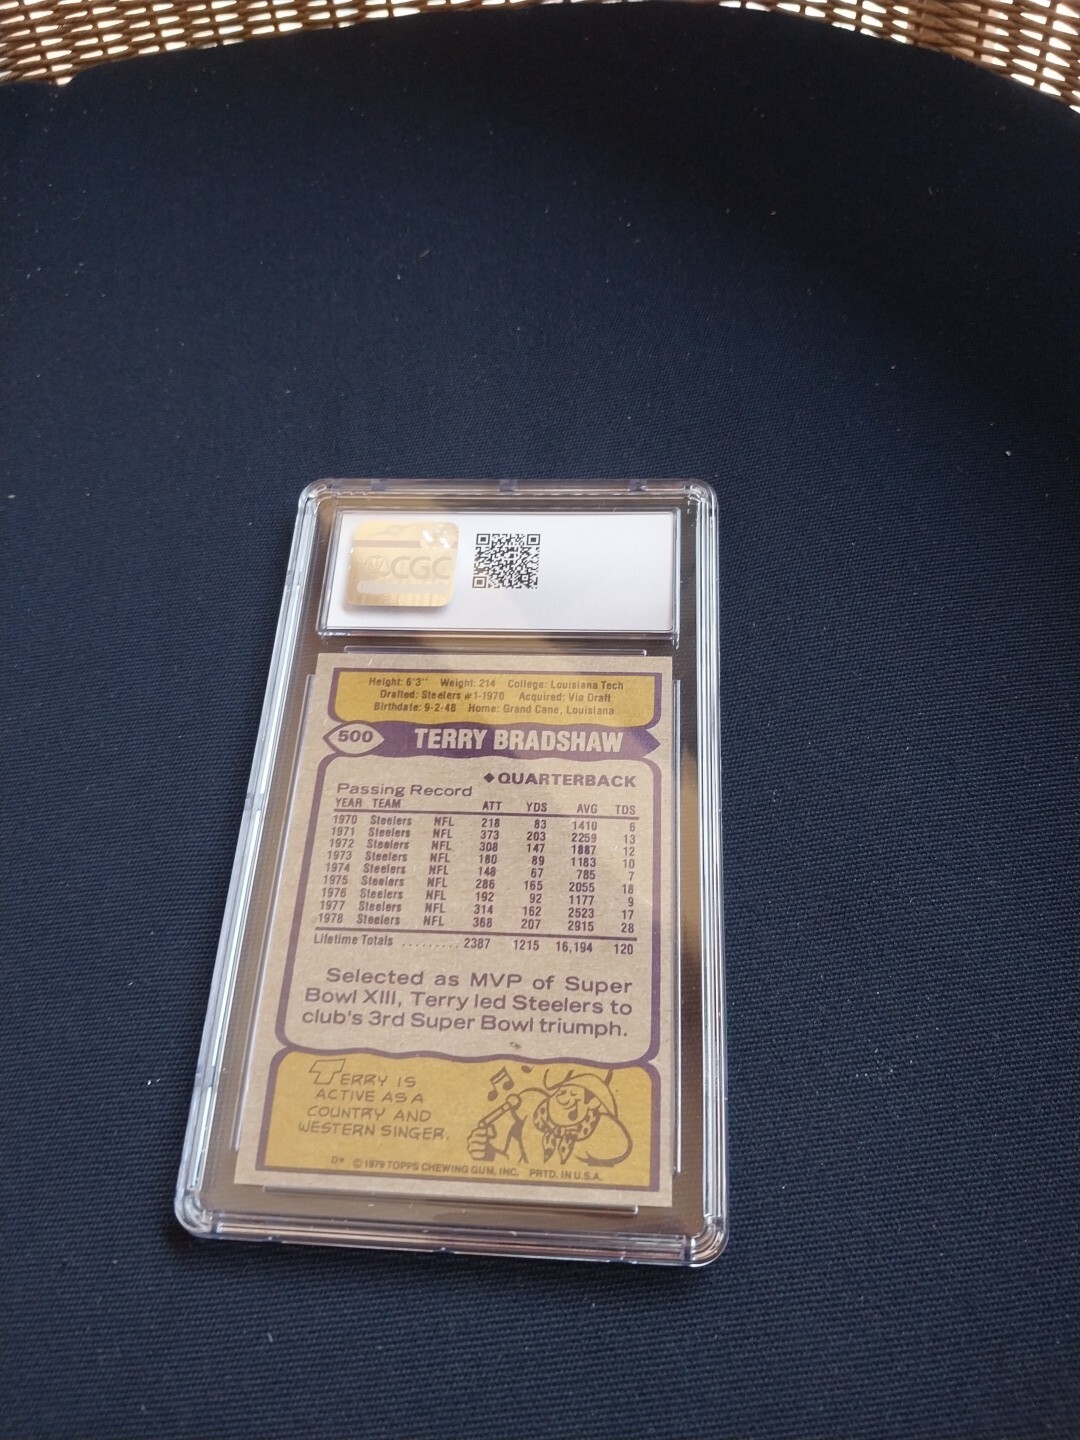 CGC
Height: 6'3" Weight: 214 College: Louisiana Tech
Drafted: Steelers #1-1970 Acquired: Via Draft
Birthdate: 9-2-48 Home: Grand Cane, Louisiana
500 TERRY BRADSHAW
◆QUARTERBACK
Passing Record
YEAR TEAM ATT YDS AVG TDS
1970 Steelers NFL 218 83 1410 6
1971 Steelers NFL 373 203 2259 13
1972 Steelers NFL 308 147 1887 12
1973 Steelers NFL 180 89 1183 10
1974 Steelers NFL 148 67 785 7
1975 Steelers NFL 286 165 2055 18
1976 Steelers NFL 192 92 1177 9
1977 Steelers NFL 314 162 2523 17
1978 Steelers NFL 368 207 2915 28
Lifetime Totals ......... 2387 1215 16,194 120
Selected as MVP of Super
Bowl XIII, Terry led Steelers to
club's 3rd Super Bowl triumph.
TERRY IS
ACTIVE AS A
COUNTRY AND
WESTERN SINGER.
D* © 1979 TOPPS CHEWING GUM, INC. PRTD. IN U.S.A.